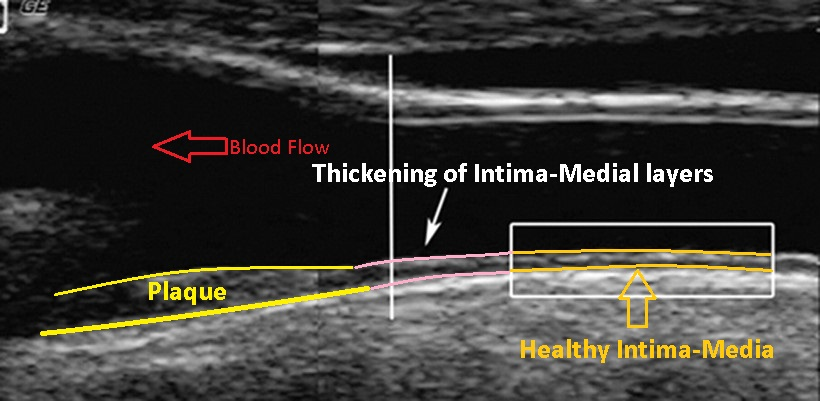 GE
Blood Flow
Thickening of Intima-Medial layers
Plaque
Healthy Intima-Media